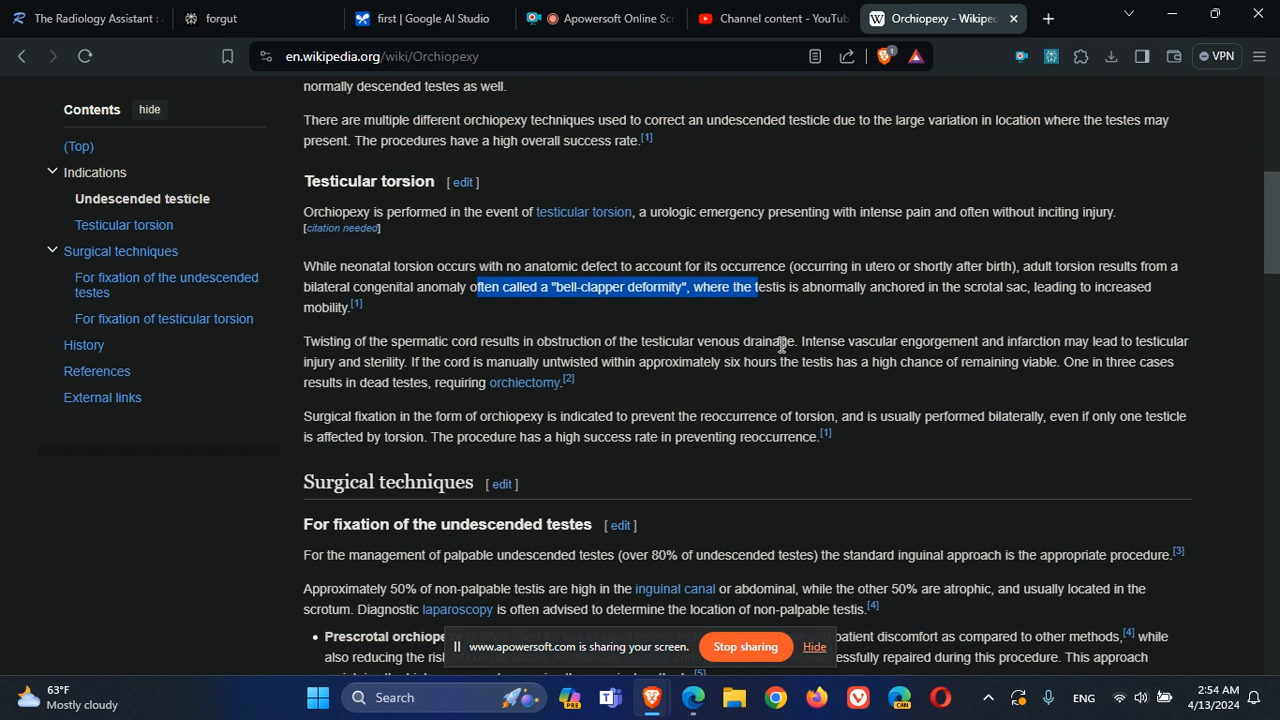 The Radiology Assistant :
forgut
first | Google AI Studio
Apowersoft Online Scr
Channel content - YouTub
Orchiopexy - Wikiped
en.wikipedia.org/wiki/Orchiopexy
1
VPN
Contents hide
(Top)
Indications
Undescended testicle
Testicular torsion
Surgical techniques
For fixation of the undescended
testes
For fixation of testicular torsion
History
References
External links
normally descended testes as well.
There are multiple different orchiopexy techniques used to correct an undescended testicle due to the large variation in location where the testes may
present. The procedures have a high overall success rate.[1]
Testicular torsion [ edit ]
Orchiopexy is performed in the event of testicular torsion, a urologic emergency presenting with intense pain and often without inciting injury.
[citation needed]
While neonatal torsion occurs with no anatomic defect to account for its occurrence (occurring in utero or shortly after birth), adult torsion results from a
bilateral congenital anomaly often called a "bell-clapper deformity", where the testis is abnormally anchored in the scrotal sac, leading to increased
mobility.[1]
Twisting of the spermatic cord results in obstruction of the testicular venous drainage. Intense vascular engorgement and infarction may lead to testicular
injury and sterility. If the cord is manually untwisted within approximately six hours the testis has a high chance of remaining viable. One in three cases
results in dead testes, requiring orchiectomy.[2]
Surgical fixation in the form of orchiopexy is indicated to prevent the reoccurrence of torsion, and is usually performed bilaterally, even if only one testicle
is affected by torsion. The procedure has a high success rate in preventing reoccurrence.[1]
Surgical techniques [ edit ]
For fixation of the undescended testes [ edit ]
For the management of palpable undescended testes (over 80% of undescended testes) the standard inguinal approach is the appropriate procedure.[3]
Approximately 50% of non-palpable testis are high in the inguinal canal or abdominal, while the other 50% are atrophic, and usually located in the
scrotum. Diagnostic laparoscopy is often advised to determine the location of non-palpable testis.[4]
• Prescrotal orchiope patient discomfort as compared to other methods,[4] while
also reducing the ris cessfully repaired during this procedure. This approach
[5]
www.apowersoft.com is sharing your screen. Stop sharing Hide
63°F
Mostly cloudy
Search
PRE
CAN
ENG
2:54 AM
4/13/2024